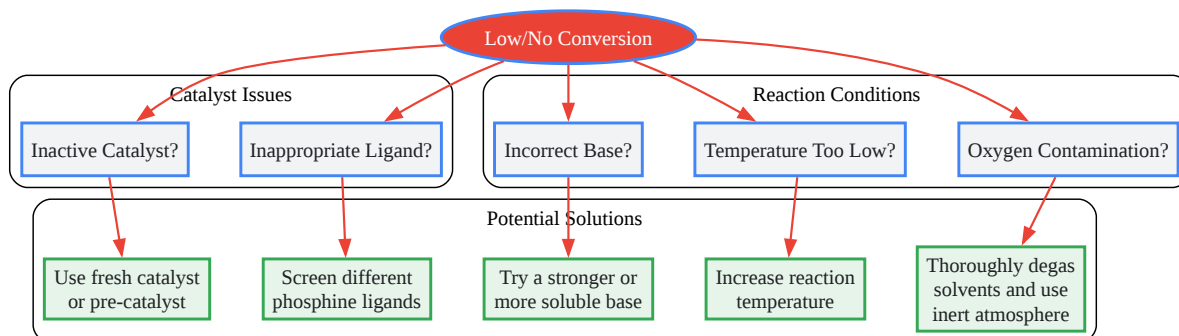 Low/No Conversion
Catalyst Issues
Reaction Conditions
Inactive Catalyst?
Inappropriate Ligand?
Incorrect Base?
Temperature Too Low?
Oxygen Contamination?
Potential Solutions
Use fresh catalyst
or pre-catalyst
Screen different
phosphine ligands
Try a stronger or
more soluble base
Increase reaction
temperature
Thoroughly degas
solvents and use
inert atmosphere